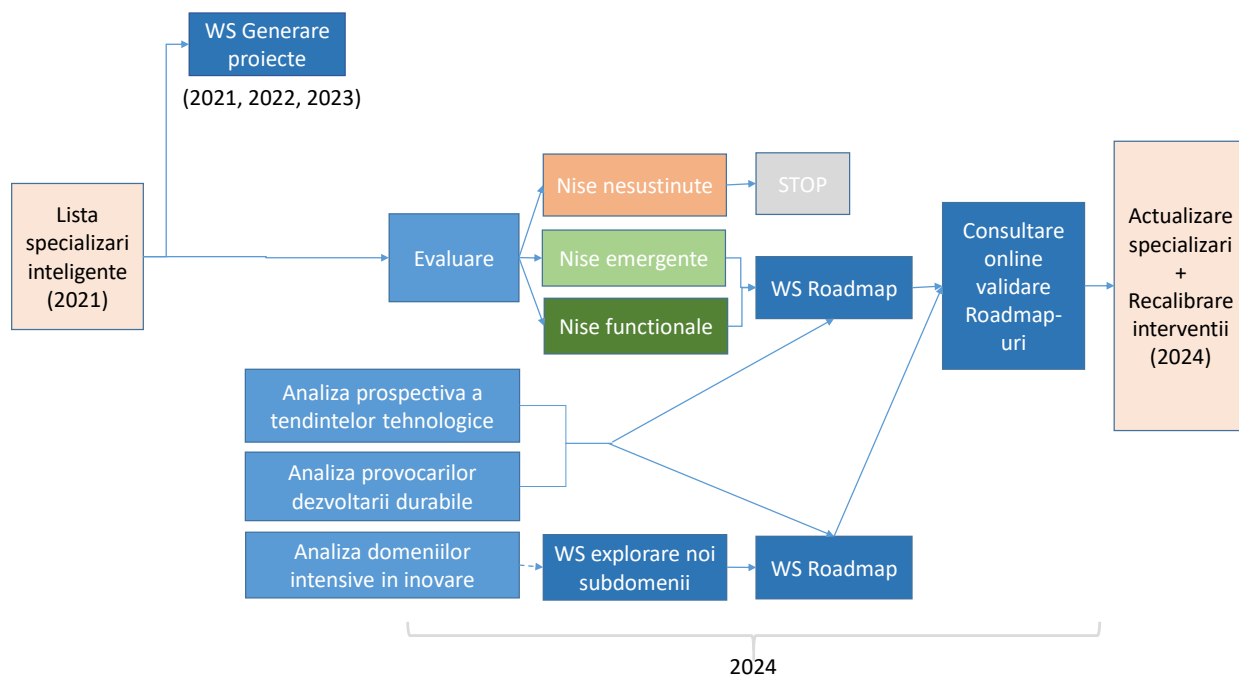 WS Generare
proiecte
(2021, 2022, 2023)
Lista
specializari
inteligente
(2021)
Evaluare
Nise nesustinute
STOP
Nise emergente
Nise functionale
WS Roadmap
Consultare
online
validare
Roadmap-
uri
Actualizare
specializari
+
Recalibrare
interventii
(2024)
Analiza prospectiva a
tendintelor tehnologice
Analiza provocarilor
dezvoltarii durabile
Analiza domeniilor
intensive in inovare
WS explorare noi
subdomenii
WS Roadmap
2024